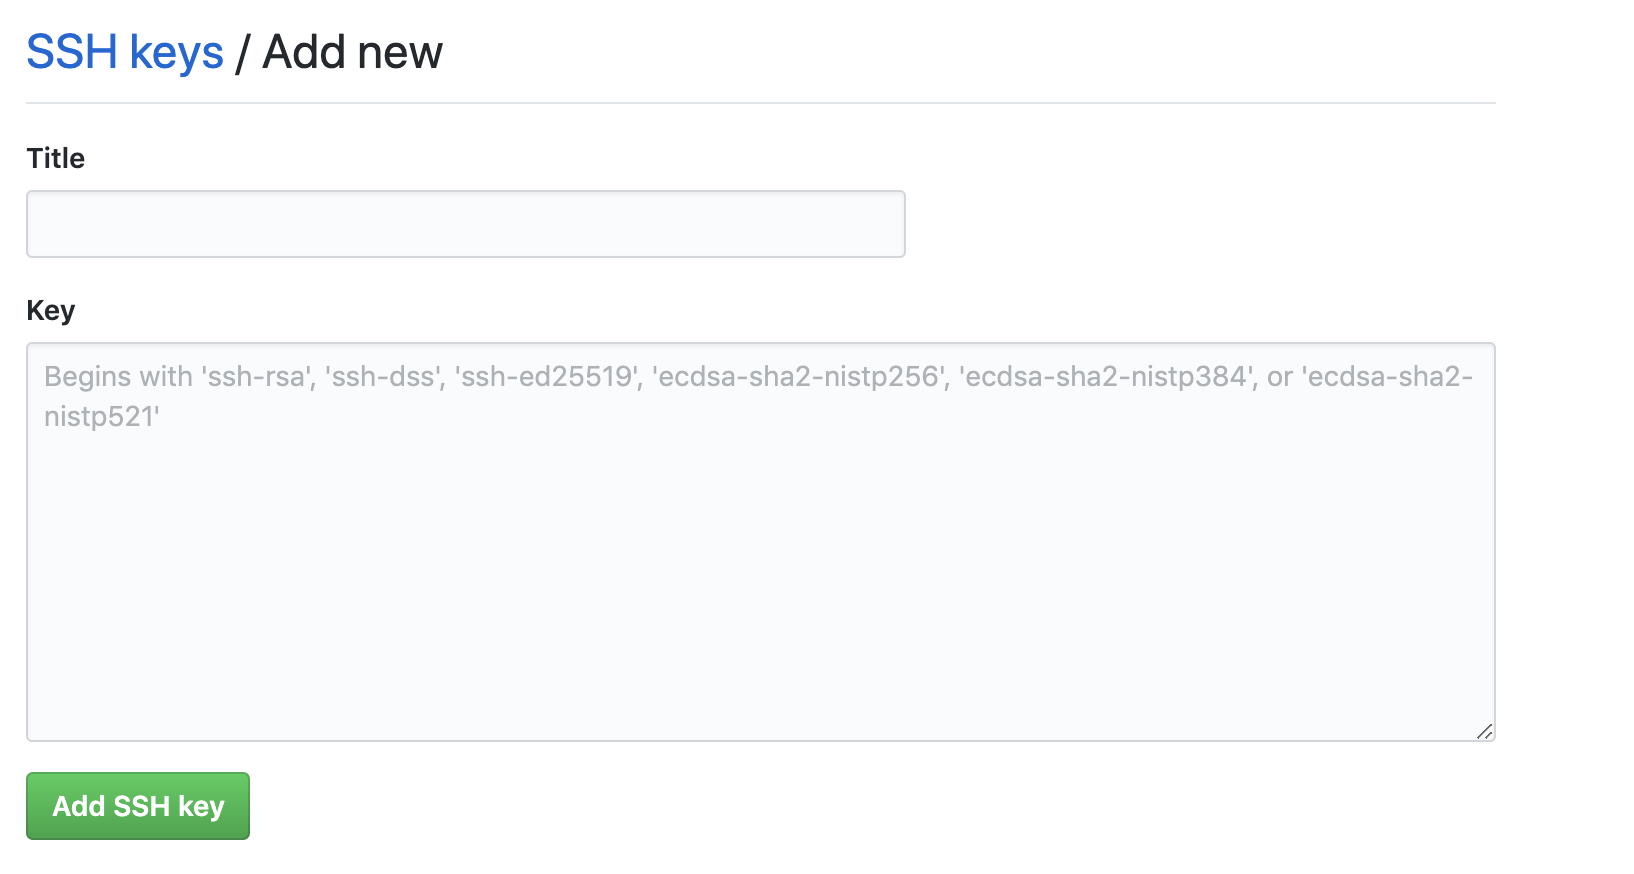 SSH keys / Add new
Title
Key
Begins with 'ssh-rsa', 'ssh-dss', 'ssh-ed25519', 'ecdsa-sha2-nistp256', 'ecdsa-sha2-nistp384', or 'ecdsa-sha2-
nistp521'
Add SSH key